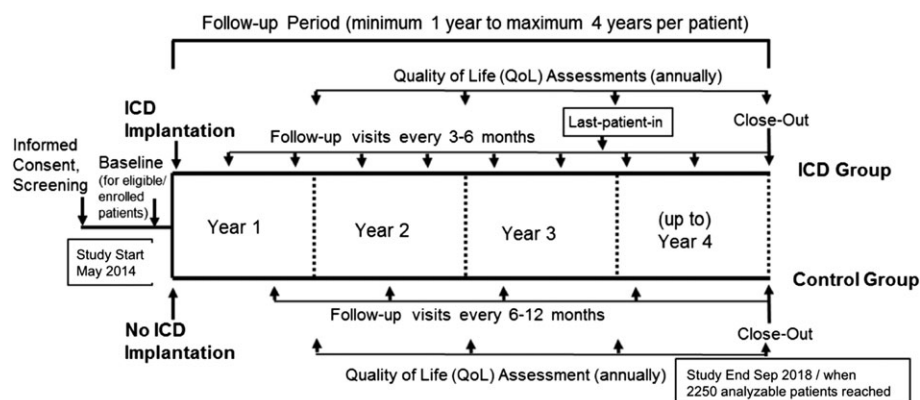 Follow-up Period (minimum 1 year to maximum 4 years per patient)
Quality of Life (QoL) Assessments (annually)
ICD
Implantation
Last-patient-in
Close-Out
Follow-up visits every 3-6 months
Informed
Consent,
Screening
Baseline
(for eligible/
enrolled
patients)
ICD Group
Year 1
Year 2
Year 3
(up to)
Year 4
Study Start
May 2014
Control Group
No ICD
Implantation
Follow-up visits every 6-12 months
Close-Out
Quality of Life (QoL) Assessment (annually)
Study End Sep 2018 / when
2250 analyzable patients reached